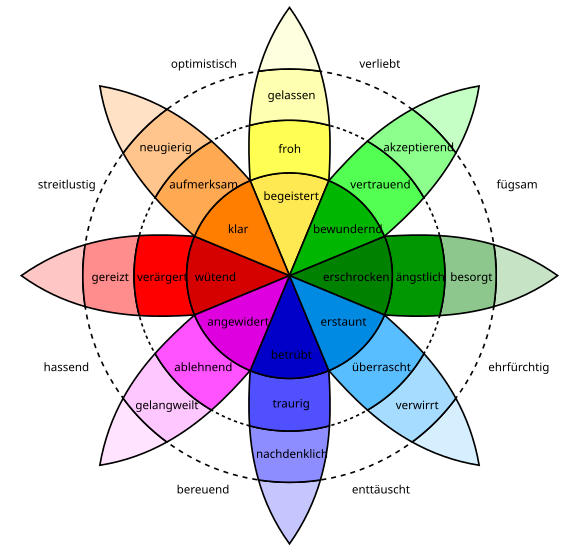 optimistisch
verliebt
gelassen
neugierig
froh
akzeptierend
streitlustig
aufmerksam
vertrauend
fügsam
begeistert
klar
bewundernd
gereizt
verärgert
wütend
erschrocken
ängstlich
besorgt
angewidert
erstaunt
betrübt
hassend
ablehnend
überrascht
ehrfürchtig
gelangweilt
traurig
verwirrt
nachdenklich
bereuend
enttäuscht